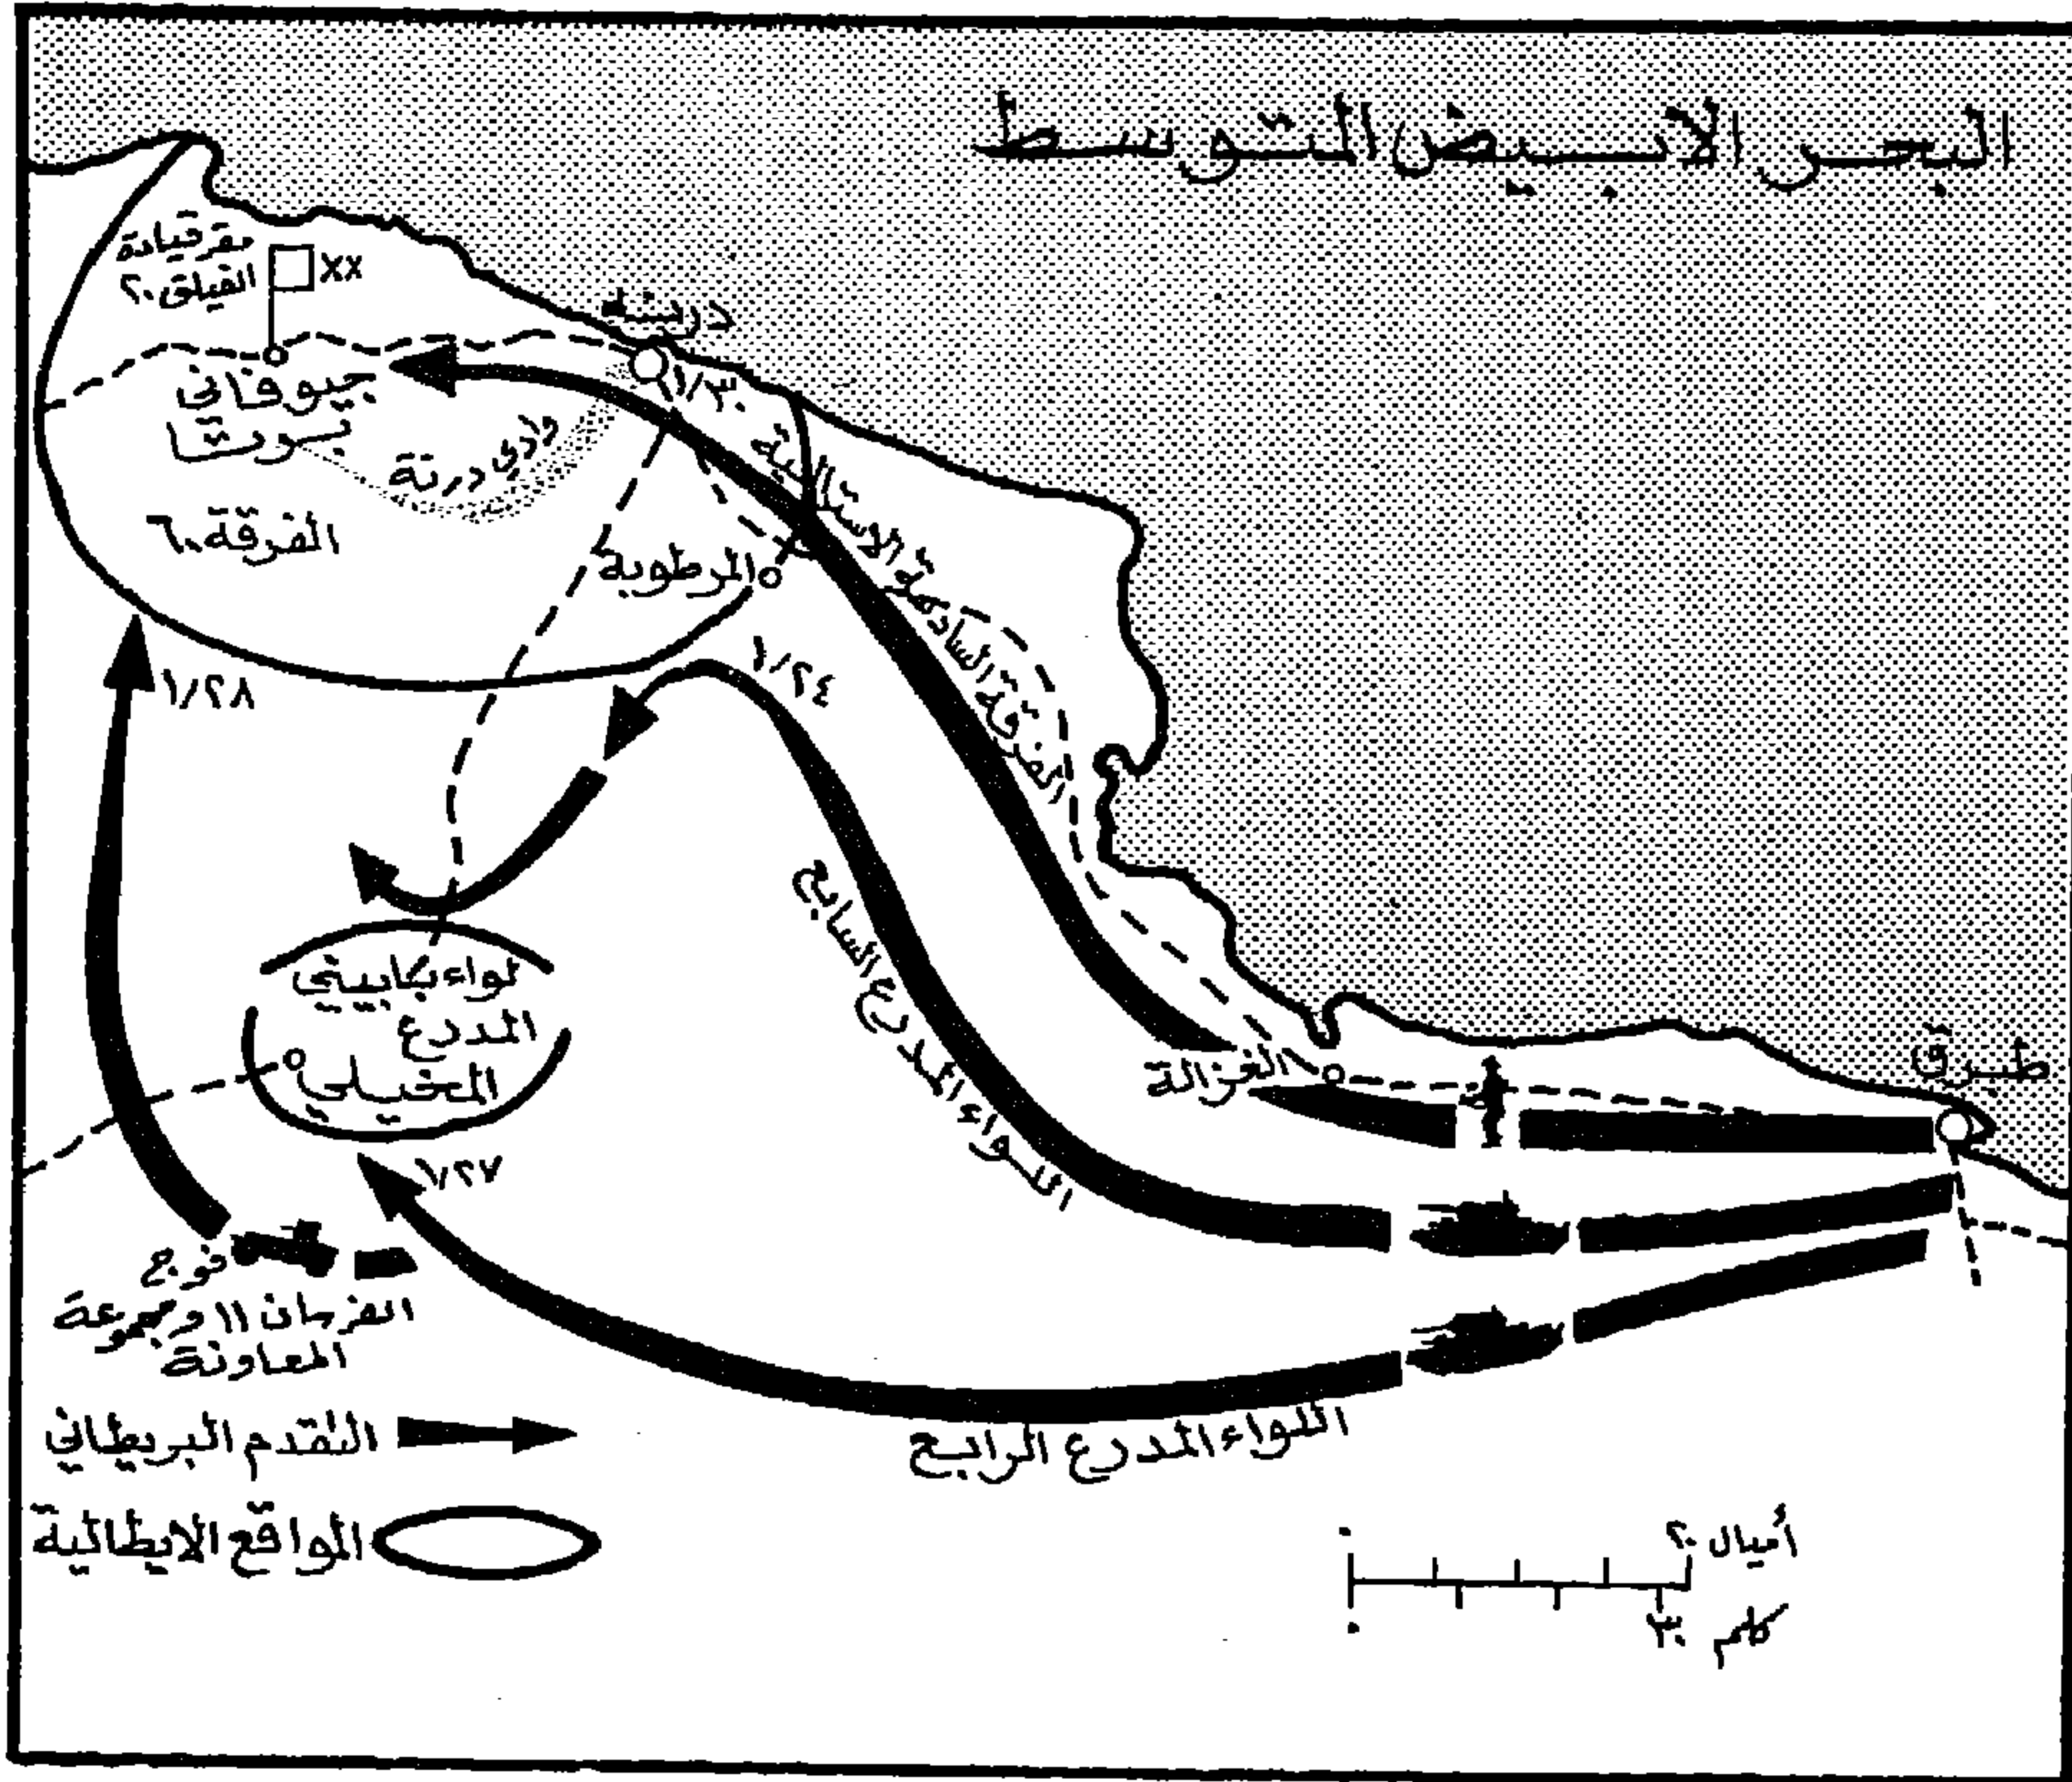 البحر الابيض المتوسط
مقر قيادة
الفيلق ٢٠
XX
درنة
١/٣٠
جيوفاني
برتا
وادي درنة
الفرقة ٦٠
المرطوبة
الفرقة السادسة الاسترالية
١/٢٤
١/٢٨
اللواء المدرع السابع
لواء بابيني
المدرع
المخيلي
الغزالة
طبرق
١/٢٧
فوج
الفرسان ١١ ومجموعة
المعاونة
اللواء المدرع الرابع
التقدم البريطاني
المواقع الايطالية
٠ ٢٠ أميال
٠ ٣٠ كلم